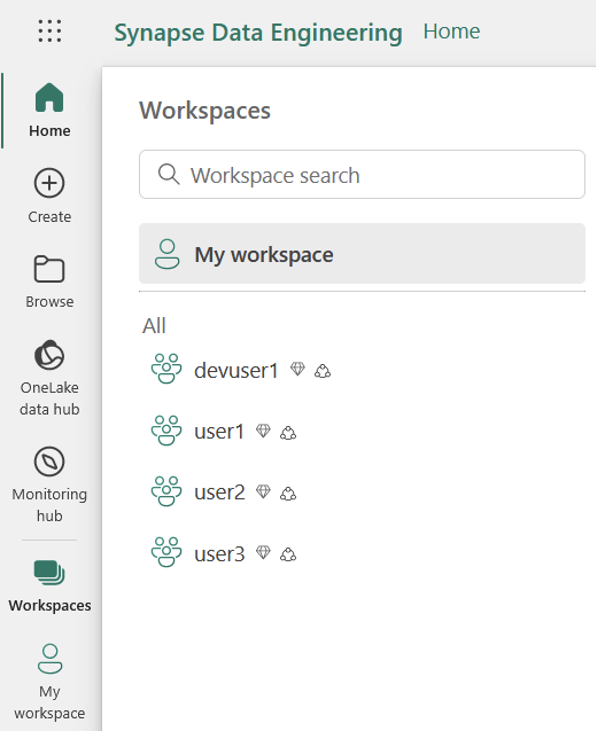 Synapse Data Engineering Home
Home
Create
Browse
OneLake
data hub
Monitoring
hub
Workspaces
My
workspace
Workspaces
Workspace search
My workspace
All
devuser1
user1
user2
user3